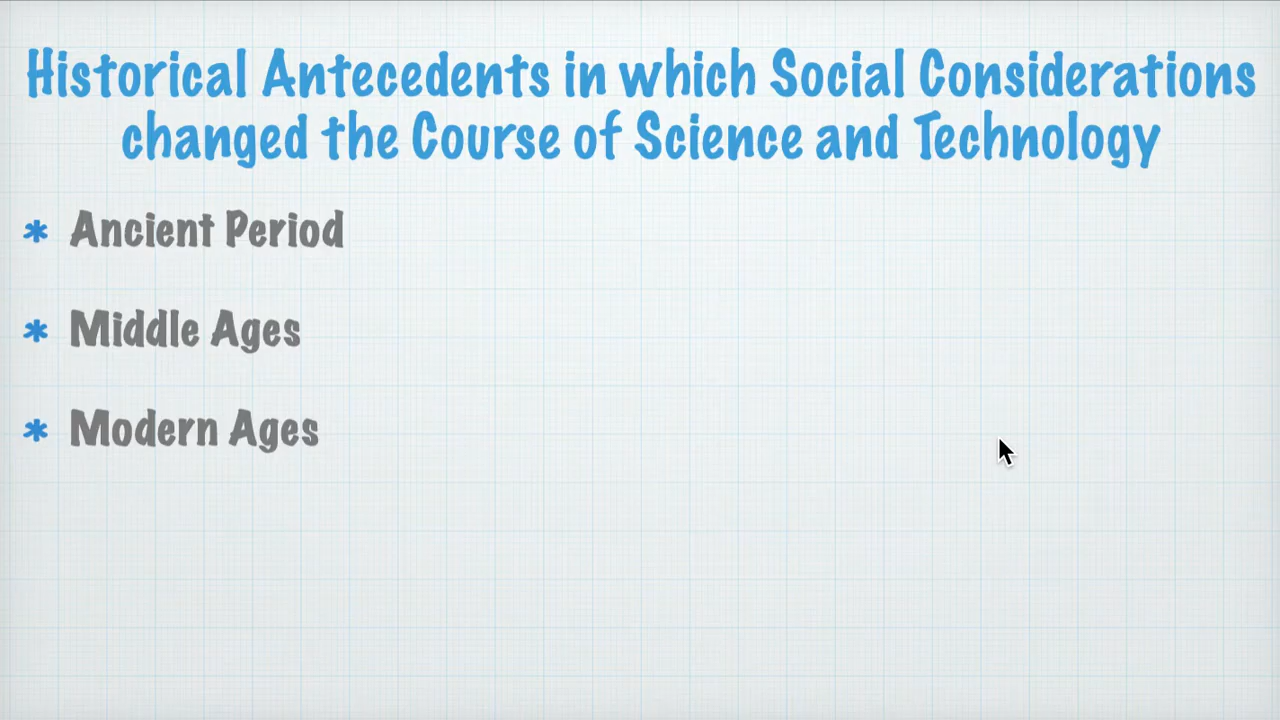 Historical Antecedents in which Social Considerations
changed the Course of Science and Technology
* Ancient Period
* Middle Ages
* Modern Ages